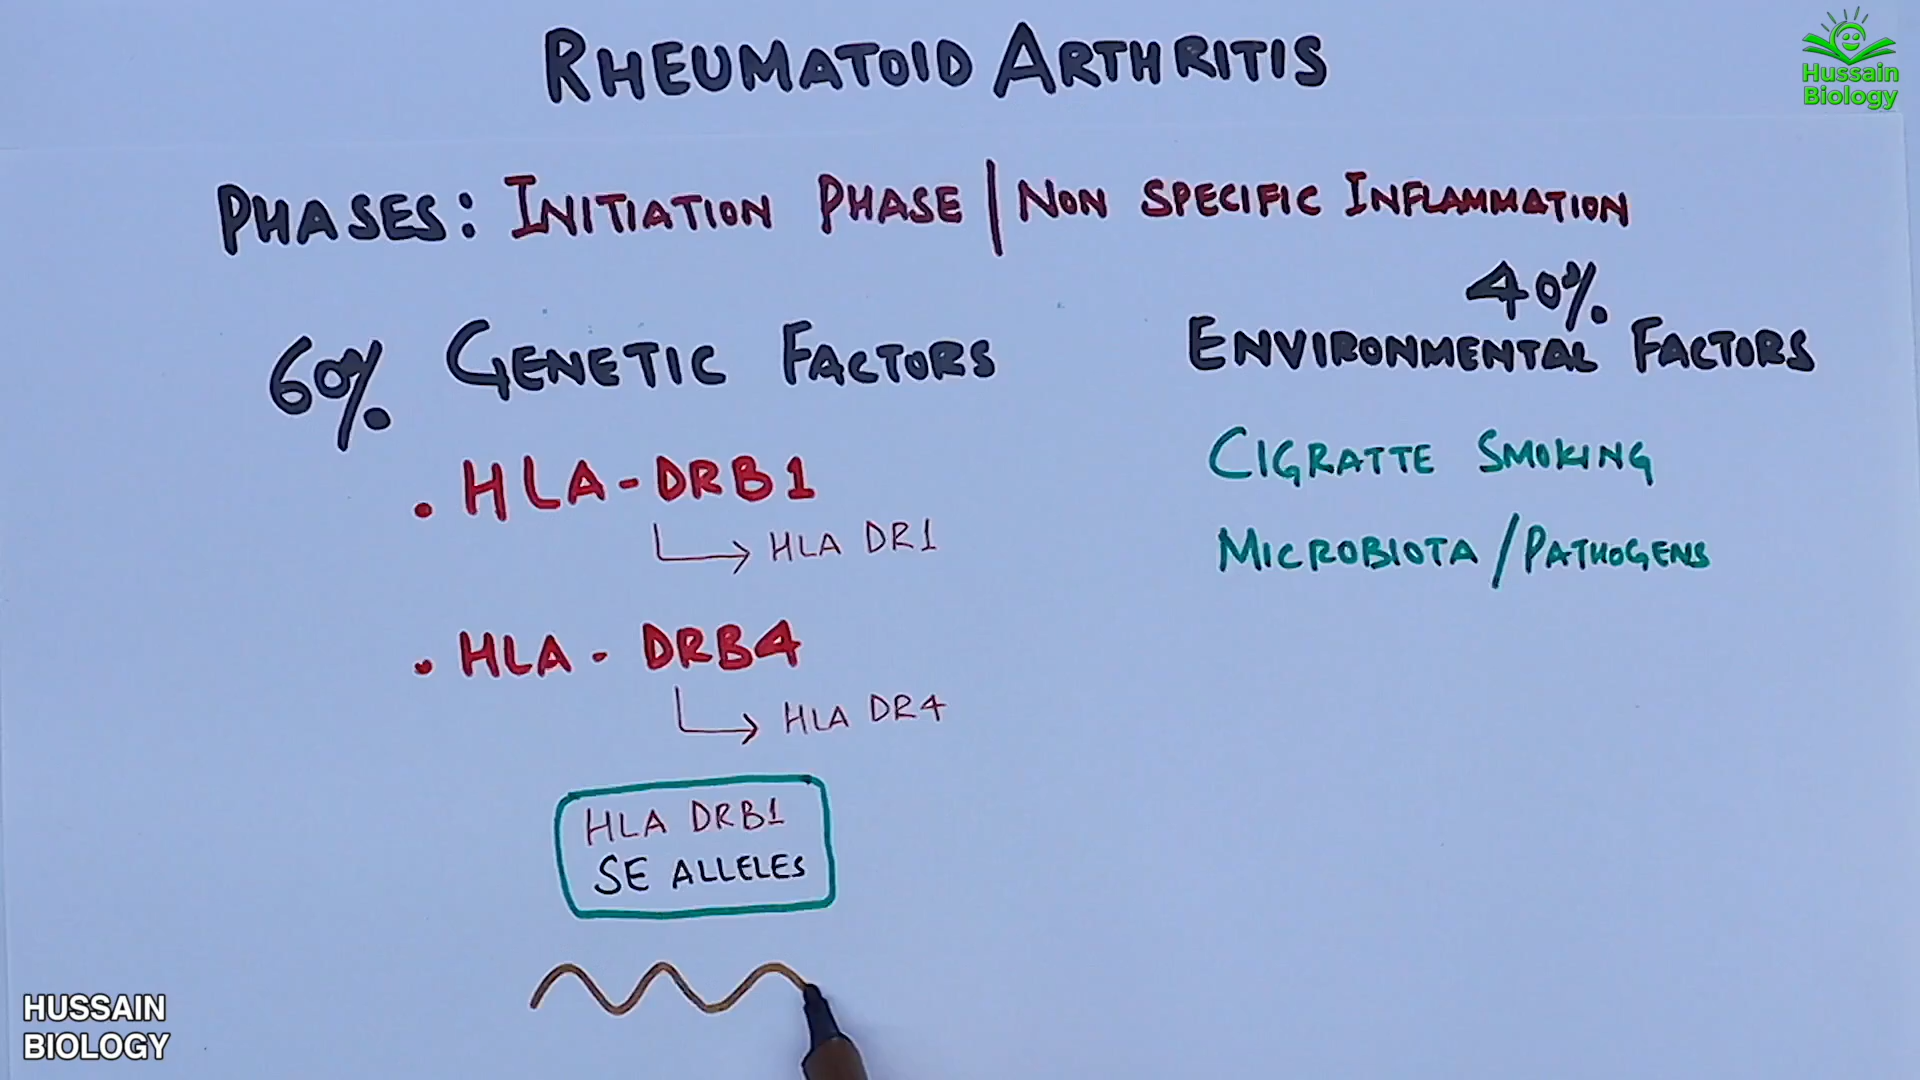 RHEUMATOID ARTHRITIS
Hussain
Biology
PHASES: INITIATION PHASE | NON SPECIFIC INFLAMMATION
60% GENETIC FACTORS
• HLA-DRB1
HLA DR1
• HLA-DRB4
HLA DR4
HLA DRB1
SE ALLELES
40%
ENVIRONMENTAL FACTORS
CIGRATTE SMOKING
MICROBIOTA/PATHOGENS
HUSSAIN
BIOLOGY